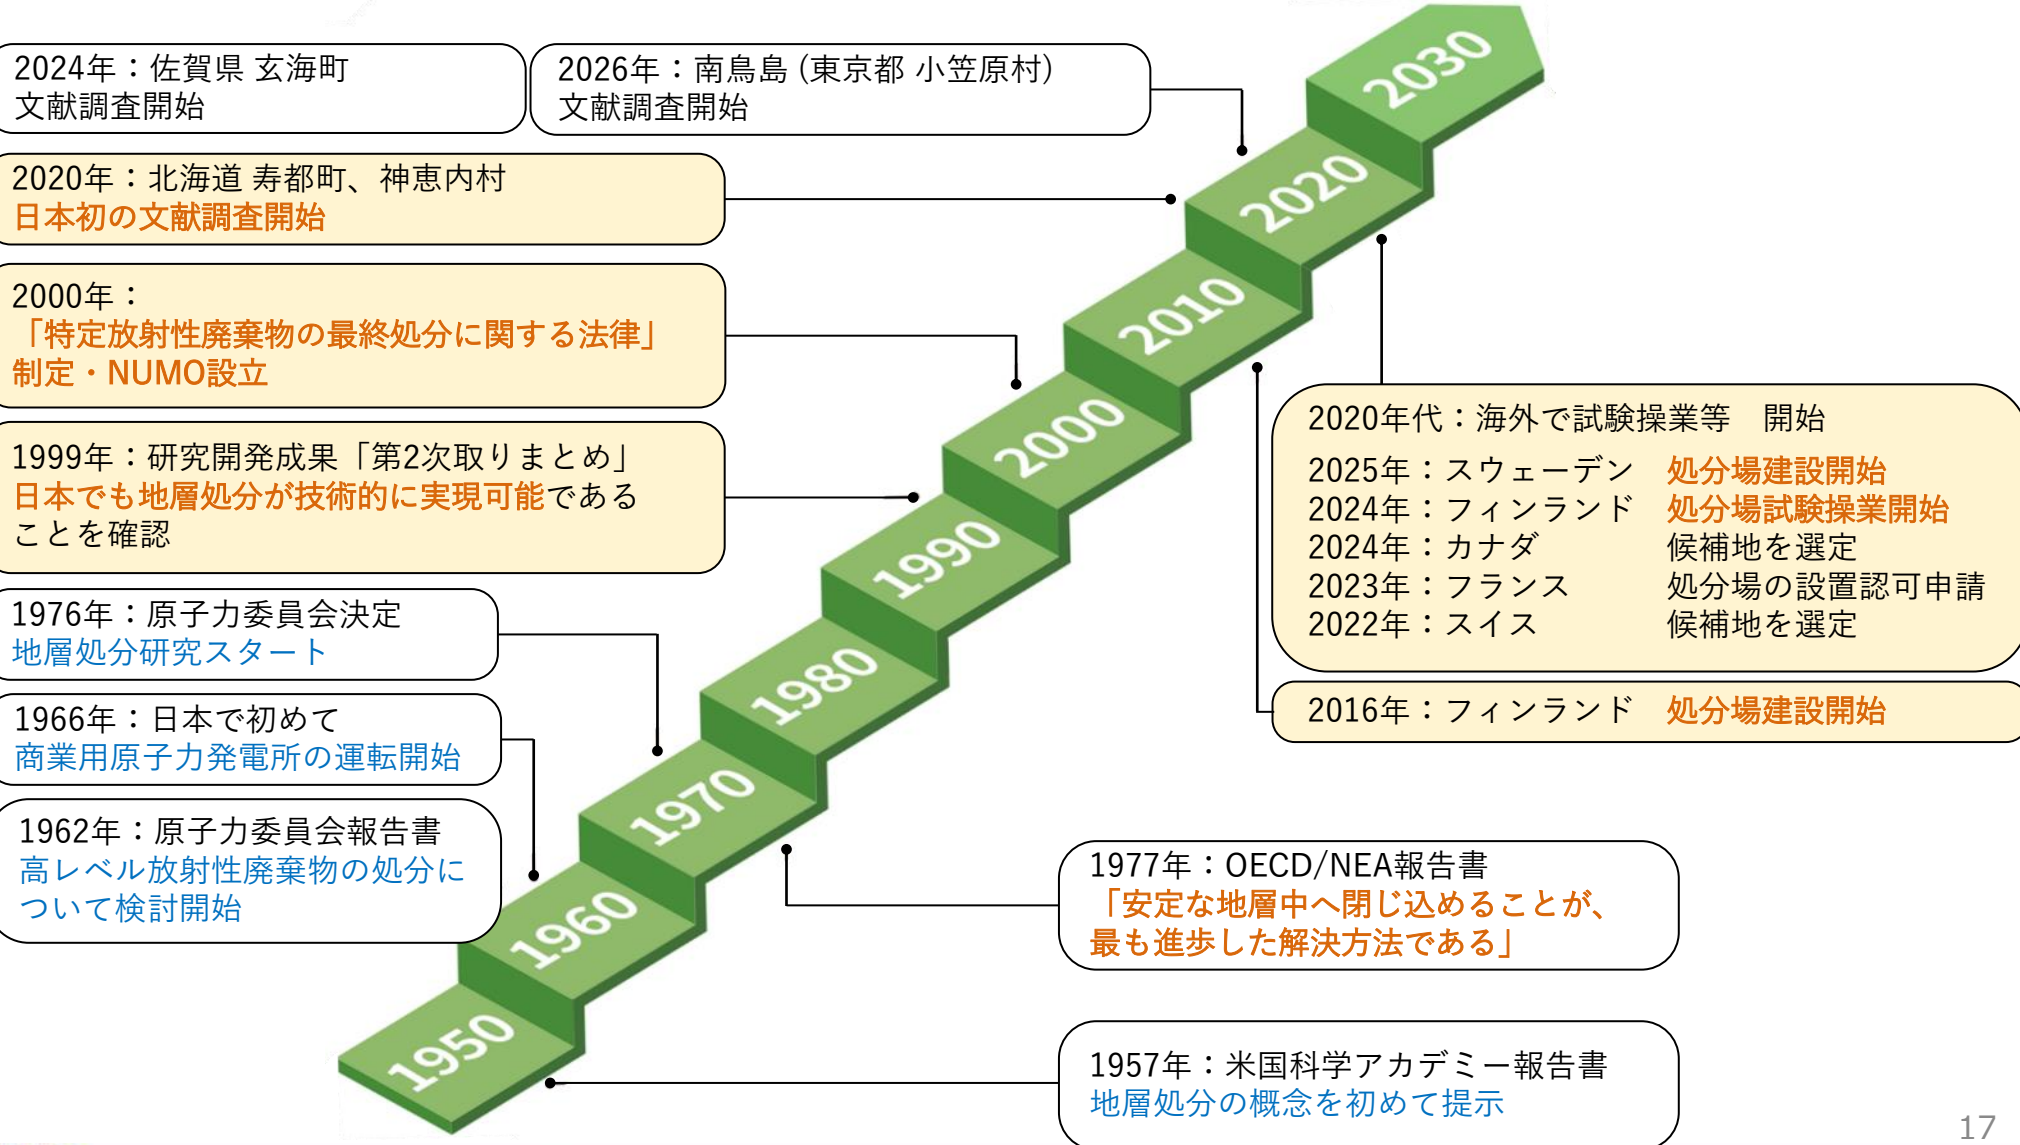 2024年：佐賀県 玄海町
文献調査開始
2026年：南鳥島 (東京都 小笠原村)
文献調査開始
2020年：北海道 寿都町、神恵内村
日本初の文献調査開始
2000年：
「特定放射性廃棄物の最終処分に関する法律」
制定・NUMO設立
1999年：研究開発成果「第2次取りまとめ」
日本でも地層処分が技術的に実現可能である
ことを確認
1976年：原子力委員会決定
地層処分研究スタート
1966年：日本で初めて
商業用原子力発電所の運転開始
1962年：原子力委員会報告書
高レベル放射性廃棄物の処分に
ついて検討開始
2030
2020
2010
2000
1990
1980
1970
1960
1950
2020年代：海外で試験操業等　開始
2025年：スウェーデン　処分場建設開始
2024年：フィンランド　処分場試験操業開始
2024年：カナダ　候補地を選定
2023年：フランス　処分場の設置認可申請
2022年：スイス　候補地を選定
2016年：フィンランド　処分場建設開始
1977年：OECD/NEA報告書
「安定な地層中へ閉じ込めることが、
最も進歩した解決方法である」
1957年：米国科学アカデミー報告書
地層処分の概念を初めて提示
17